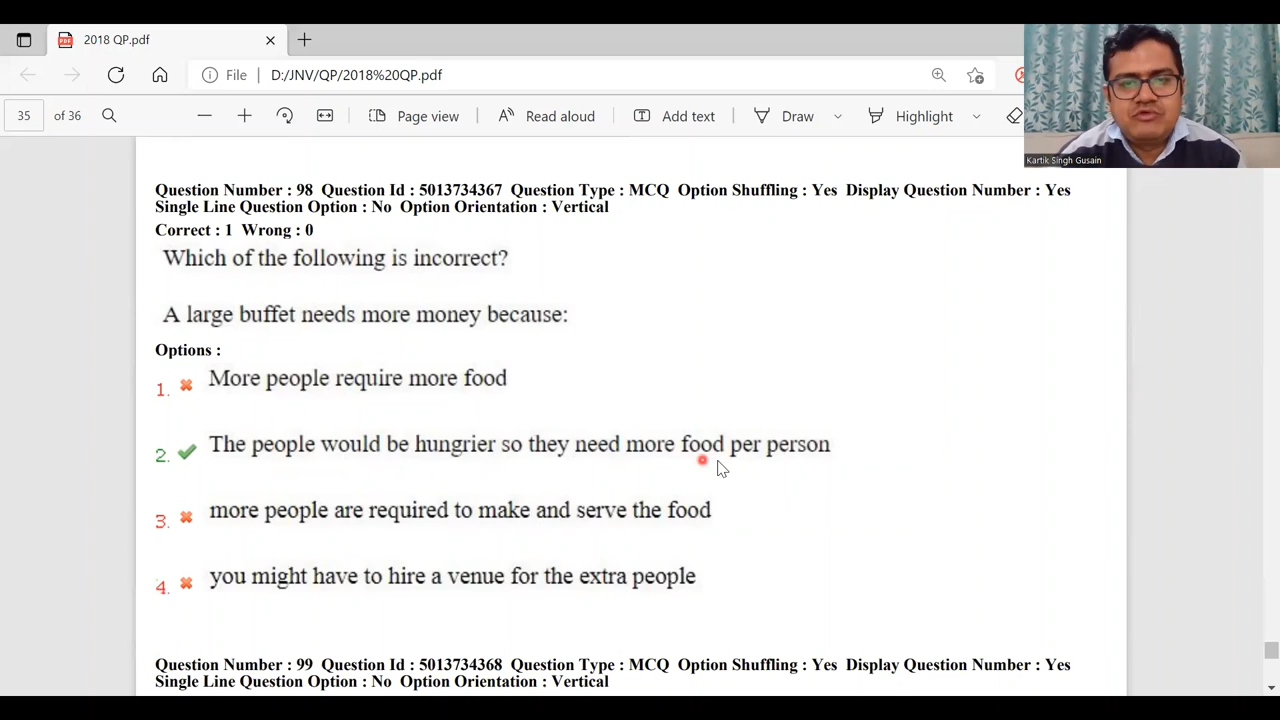 2018 QP.pdf
File D:/JNV/QP/2018%20QP.pdf
35 of 36 Page view Read aloud Add text Draw Highlight
Kartik Singh Gusain
Question Number : 98 Question Id : 5013734367 Question Type : MCQ Option Shuffling : Yes Display Question Number : Yes
Single Line Question Option : No Option Orientation : Vertical
Correct : 1 Wrong : 0
Which of the following is incorrect?
A large buffet needs more money because:
Options :
1. More people require more food
2. The people would be hungrier so they need more food per person
3. more people are required to make and serve the food
4. you might have to hire a venue for the extra people
Question Number : 99 Question Id : 5013734368 Question Type : MCQ Option Shuffling : Yes Display Question Number : Yes
Single Line Question Option : No Option Orientation : Vertical